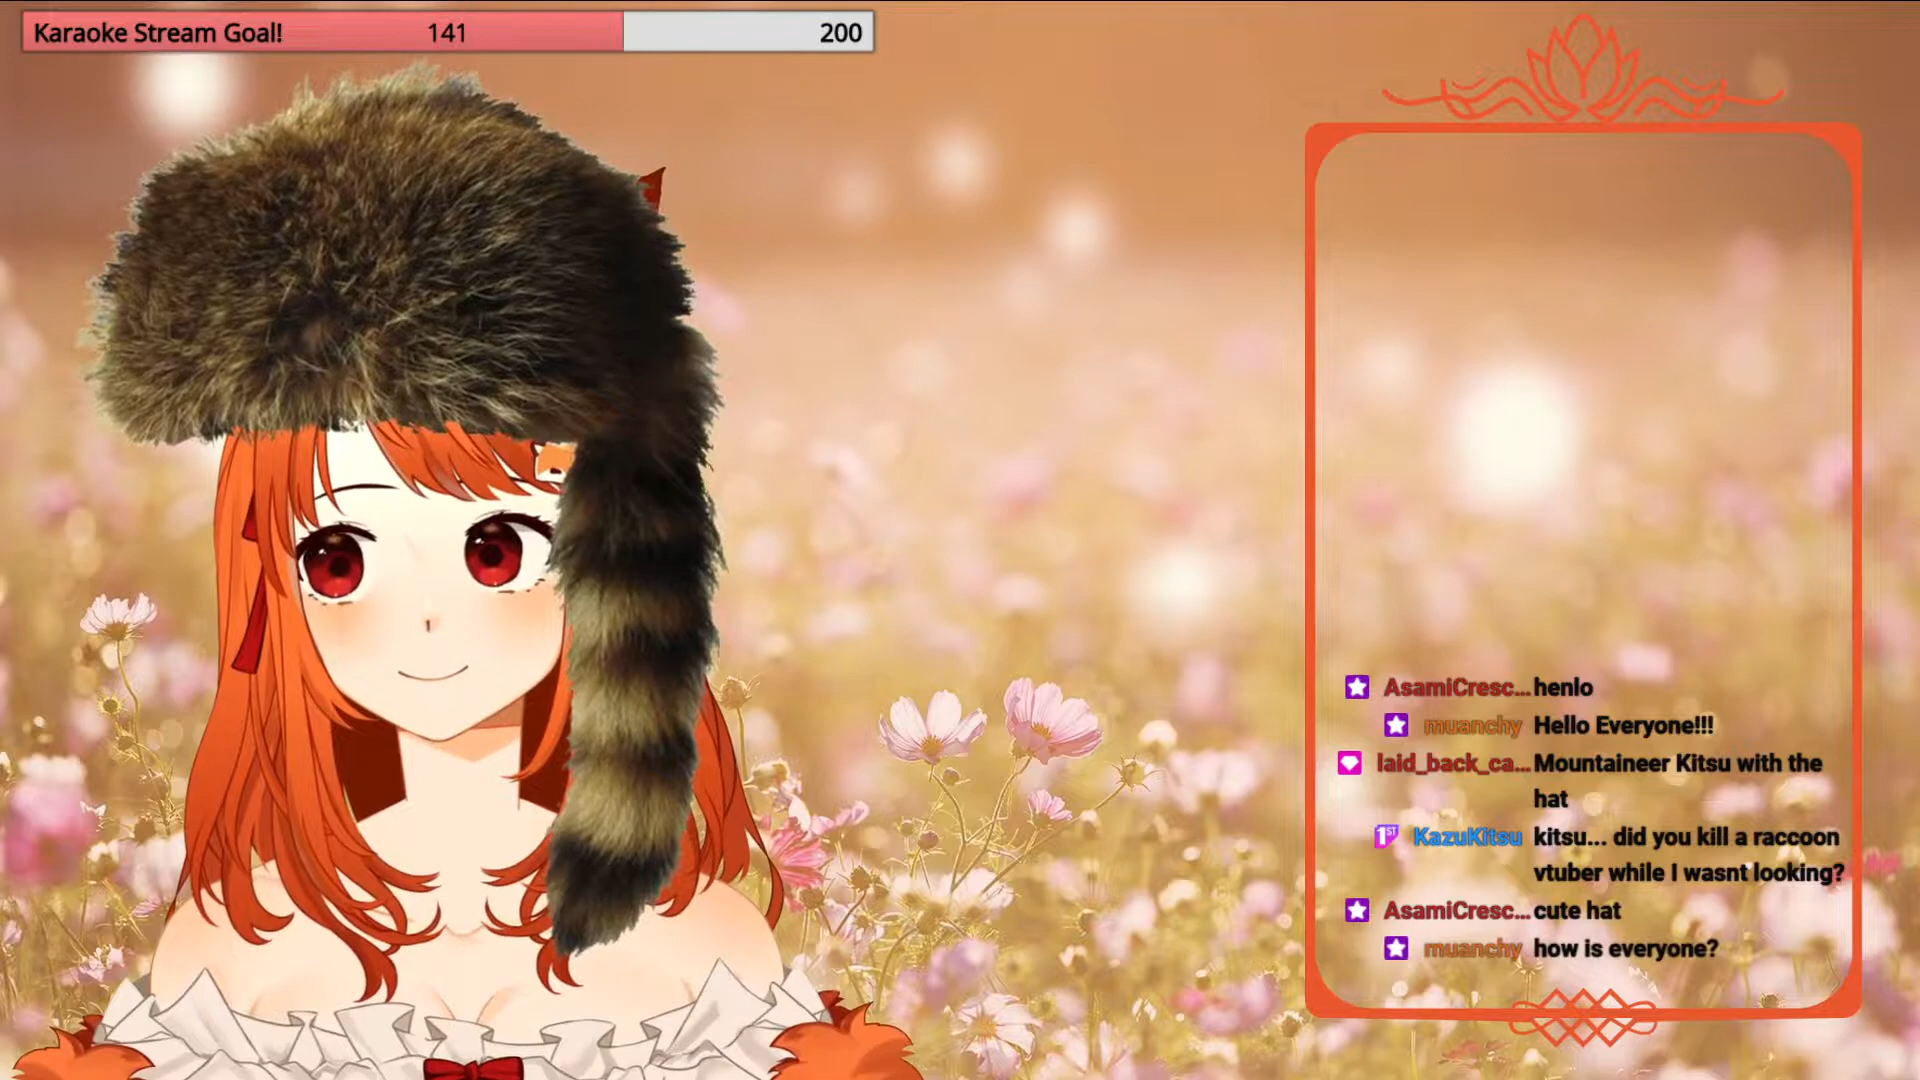 Karaoke Stream Goal! 141 200
AsamiCresc... henlo
muanchy Hello Everyone!!!
laid_back_ca... Mountaineer Kitsu with the
hat
1ST KazuKitsu kitsu... did you kill a raccoon
vtuber while I wasnt looking?
AsamiCresc... cute hat
muanchy how is everyone?